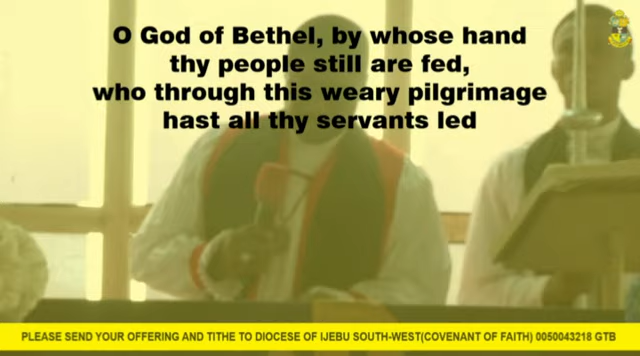 O God of Bethel, by whose hand
thy people still are fed,
who through this weary pilgrimage
hast all thy servants led
PLEASE SEND YOUR OFFERING AND TITHE TO DIOCESE OF IJEBU SOUTH-WEST(COVENANT OF FAITH) 0050043218 GTB